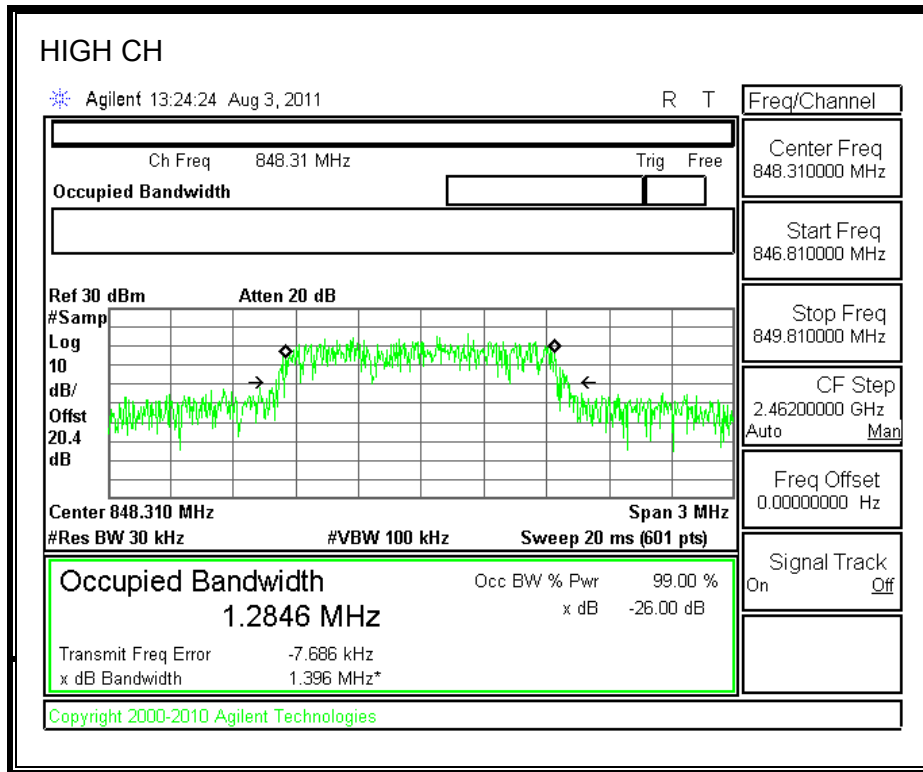 HIGH CH
Agilent 13:24:24 Aug 3, 2011 R T
Freq/Channel
Ch Freq 848.31 MHz Trig Free
Occupied Bandwidth
Center Freq
848.310000 MHz
Start Freq
846.810000 MHz
Stop Freq
849.810000 MHz
CF Step
2.46200000 GHz
Auto Man
Freq Offset
0.00000000 Hz
Signal Track
On Off
Ref 30 dBm Atten 20 dB
#Samp
Log
10
dB/
Offst
20.4
dB
Center 848.310 MHz Span 3 MHz
#Res BW 30 kHz #VBW 100 kHz Sweep 20 ms (601 pts)
Occupied Bandwidth Occ BW % Pwr 99.00 %
1.2846 MHz x dB -26.00 dB
Transmit Freq Error -7.686 kHz
x dB Bandwidth 1.396 MHz*
Copyright 2000-2010 Agilent Technologies